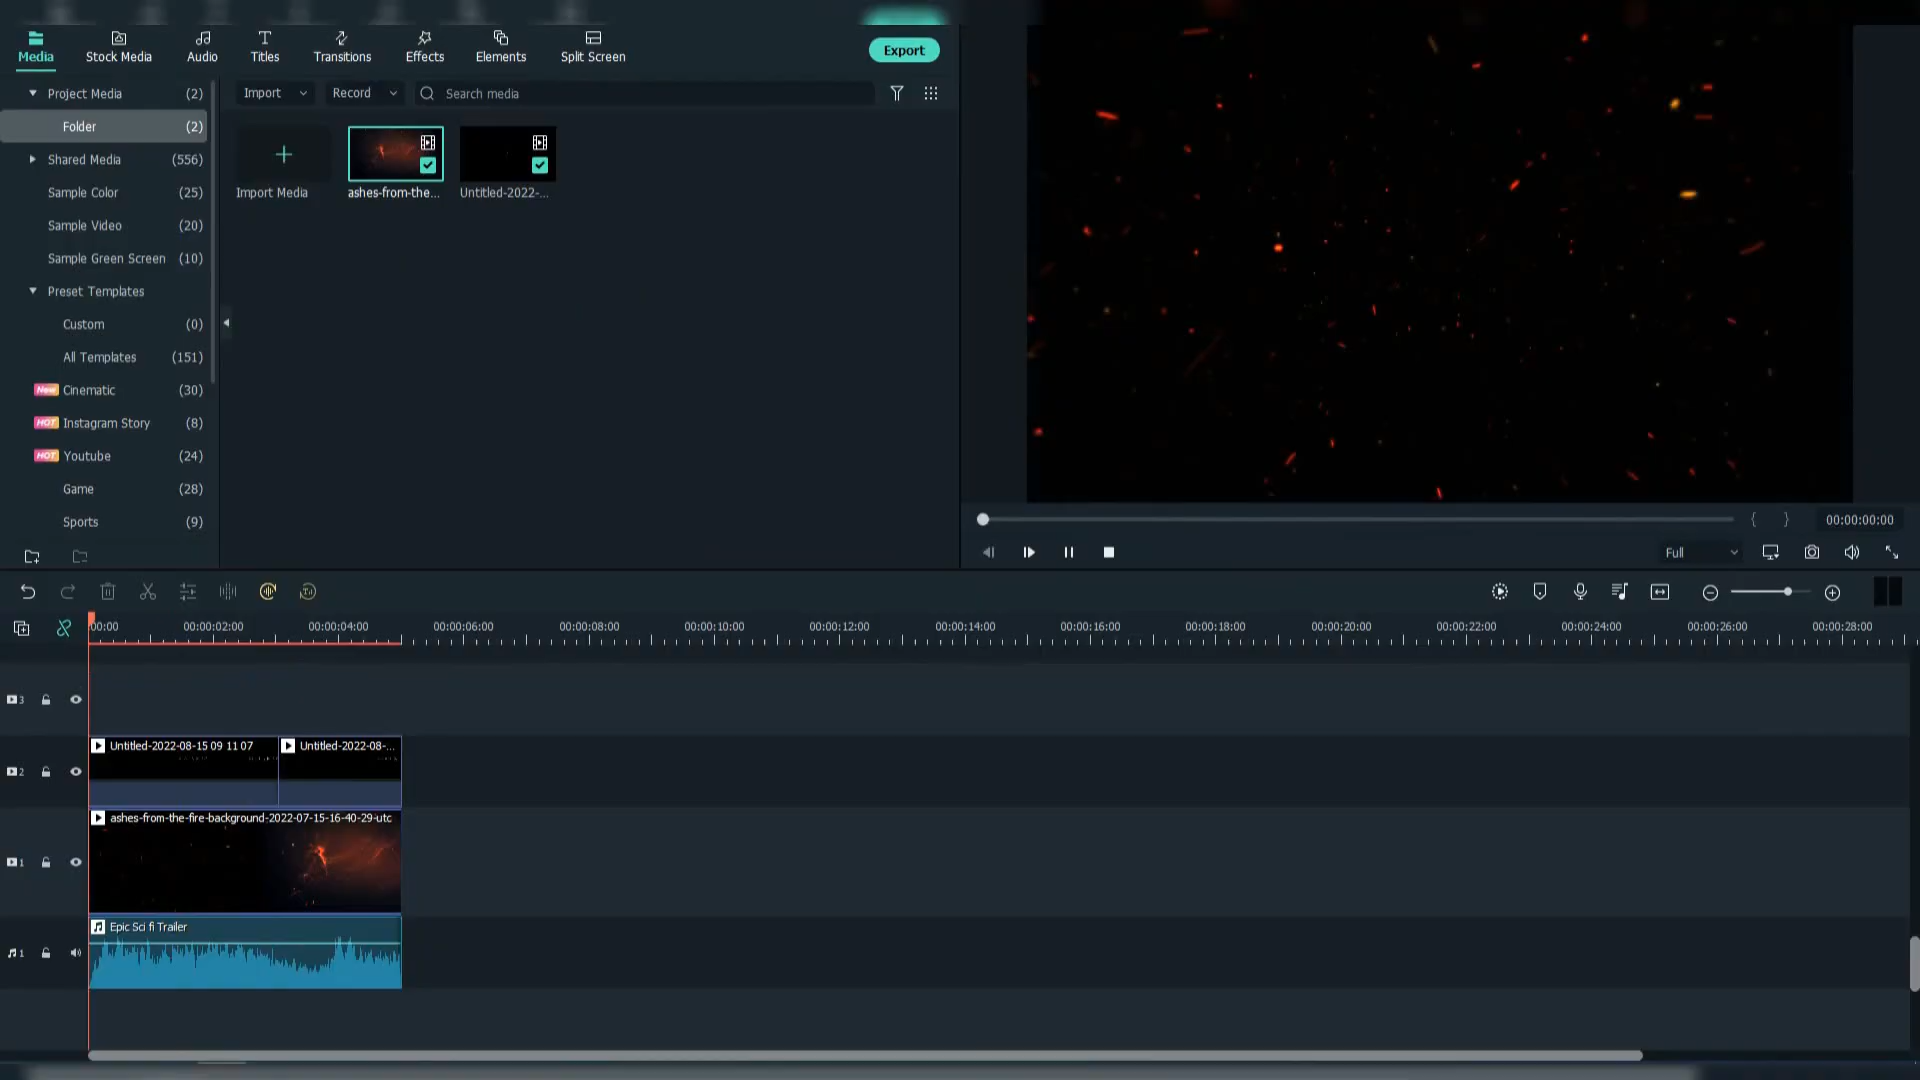 Media
Stock Media
Audio
Titles
Transitions
Effects
Elements
Split Screen
Export
Project Media (2)
Folder (2)
Shared Media (556)
Sample Color (25)
Sample Video (20)
Sample Green Screen (10)
Preset Templates
Custom (0)
All Templates (151)
New Cinematic (30)
HOT Instagram Story (8)
HOT Youtube (24)
Game (28)
Sports (9)
Import
Record
Search media
Import Media
ashes-from-the...
Untitled-2022-...
{ } 00:00:00:00
Full
00:00
00:00:02:00
00:00:04:00
00:00:06:00
00:00:08:00
00:00:10:00
00:00:12:00
00:00:14:00
00:00:16:00
00:00:18:00
00:00:20:00
00:00:22:00
00:00:24:00
00:00:26:00
00:00:28:00
3
2
Untitled-2022-08-15 09 11 07
Untitled-2022-08-...
1
ashes-from-the-fire-background-2022-07-15-16-40-29-utc
1
Epic Sci fi Trailer